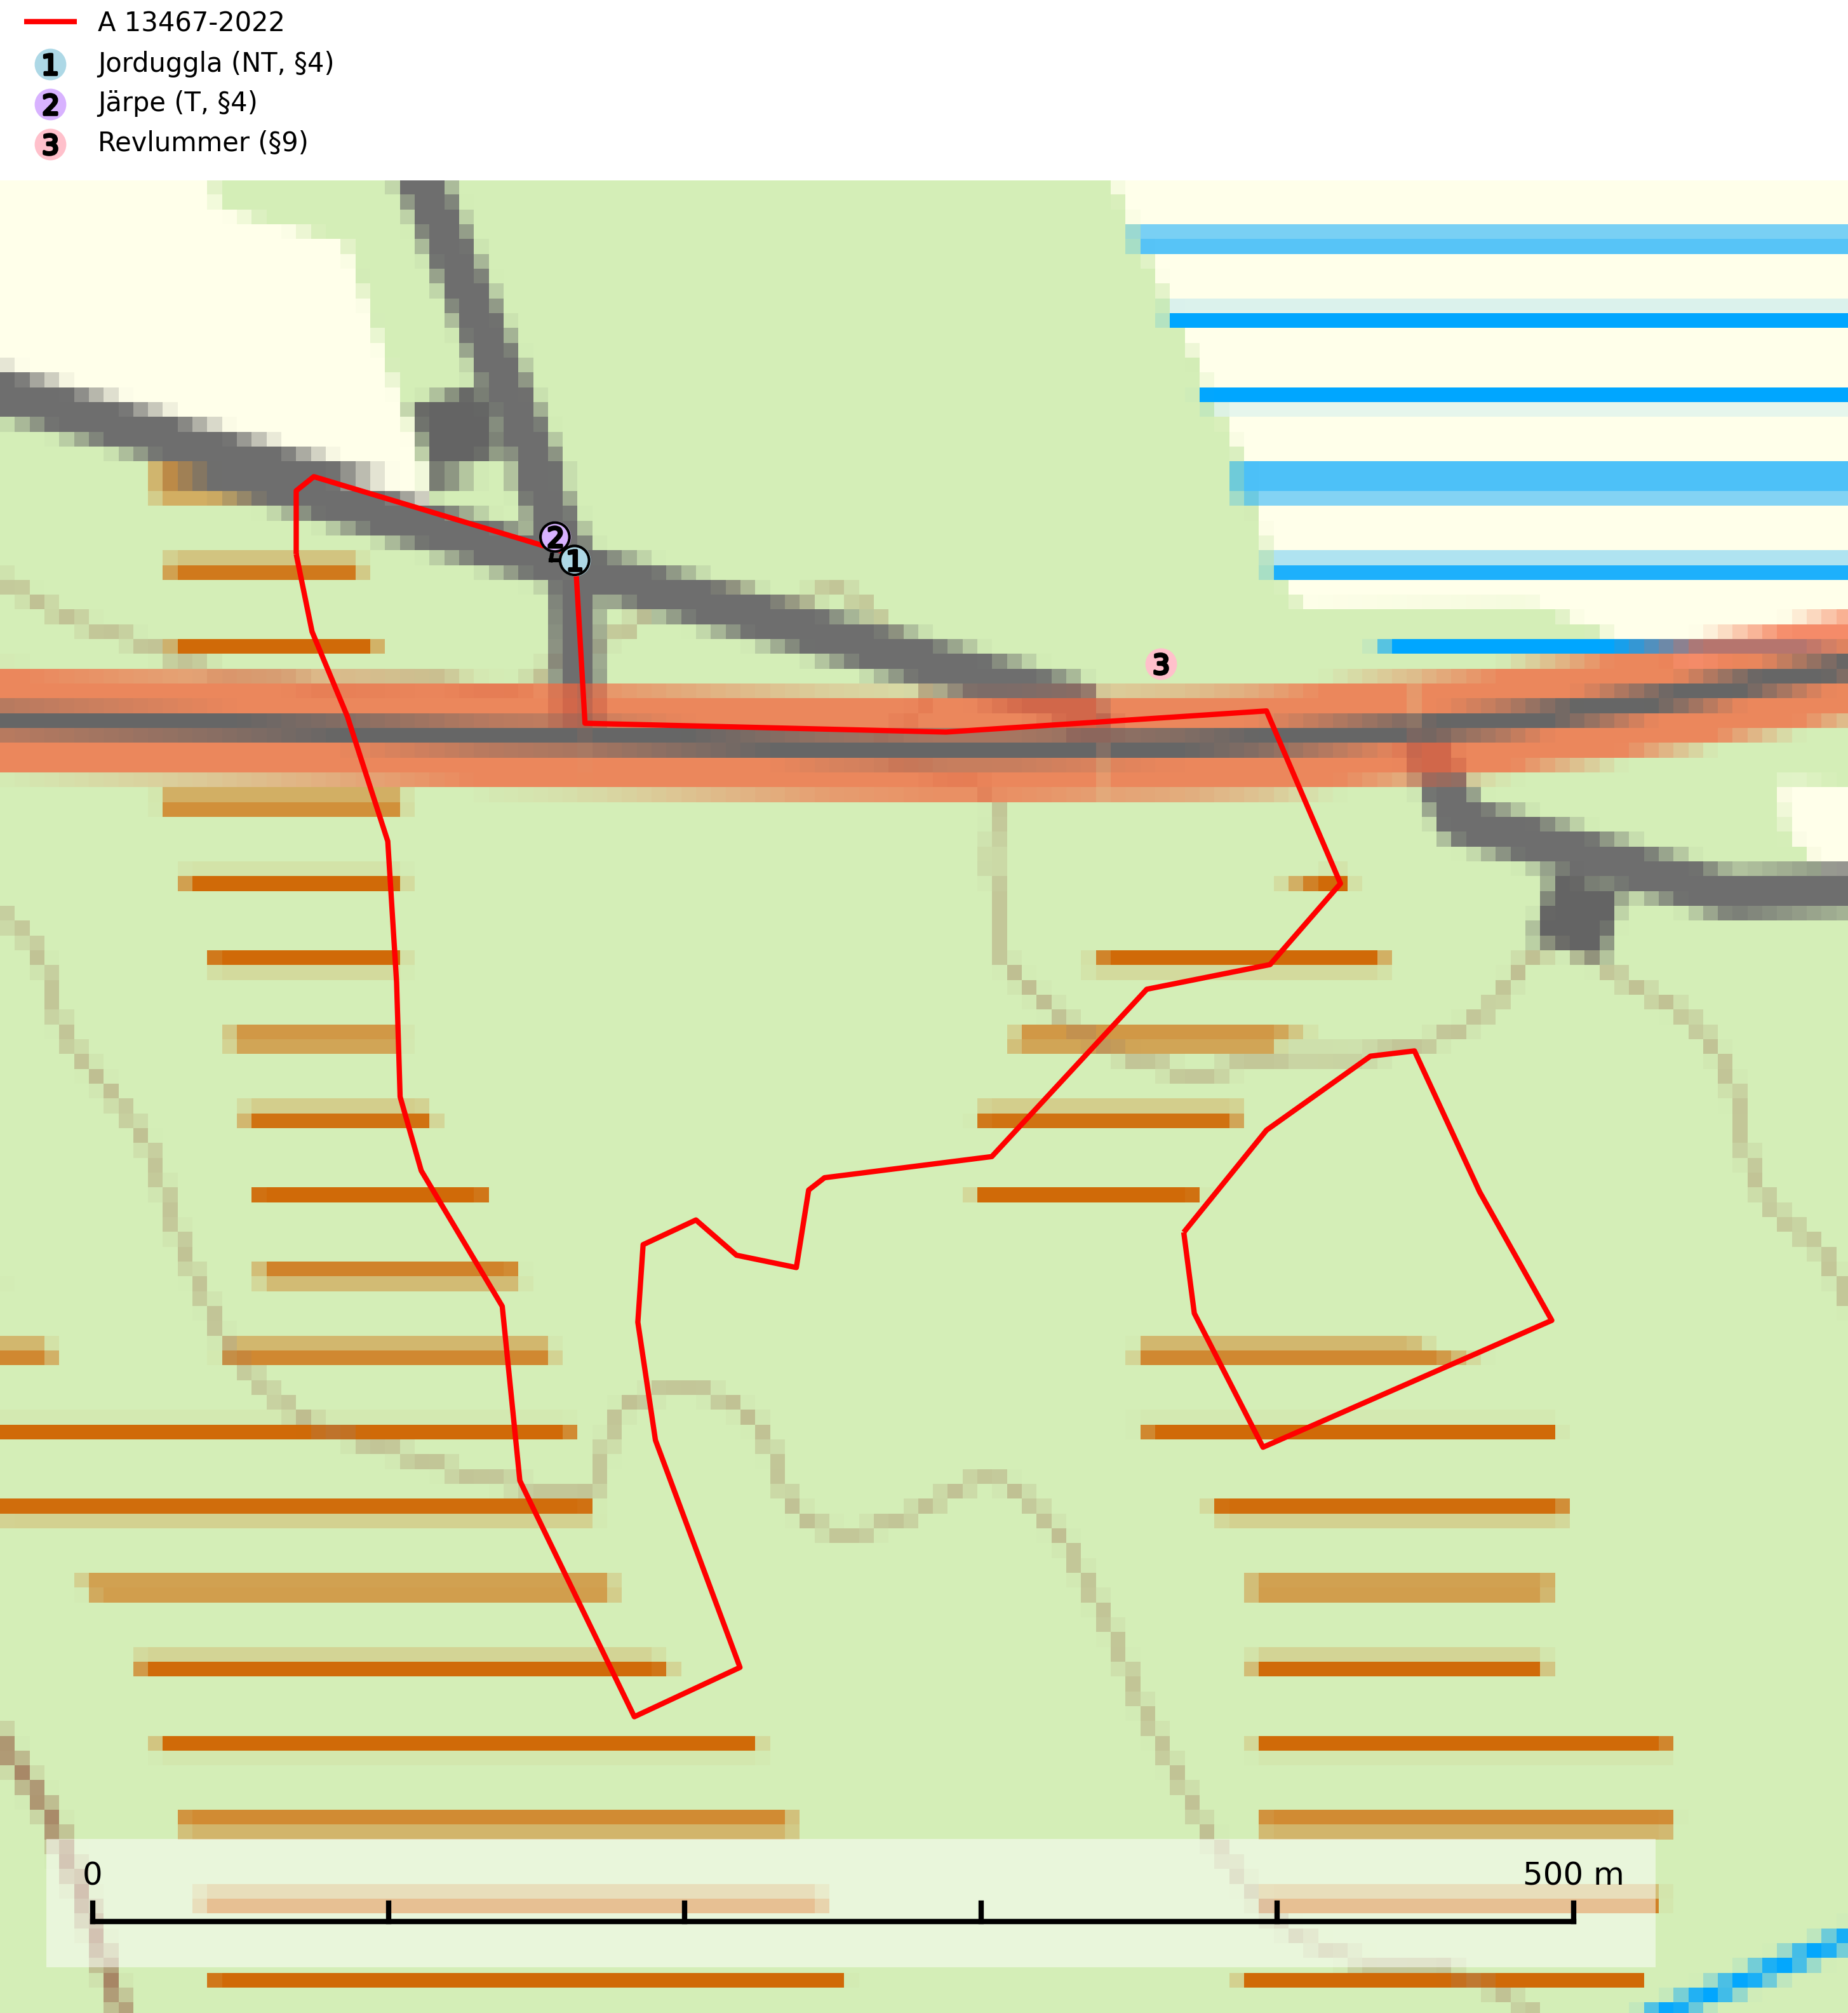 A 13467-2022
1 Jorduggla (NT, §4)
2 Järpe (T, §4)
3 Revlummer (§9)
2
1
3
0 500 m